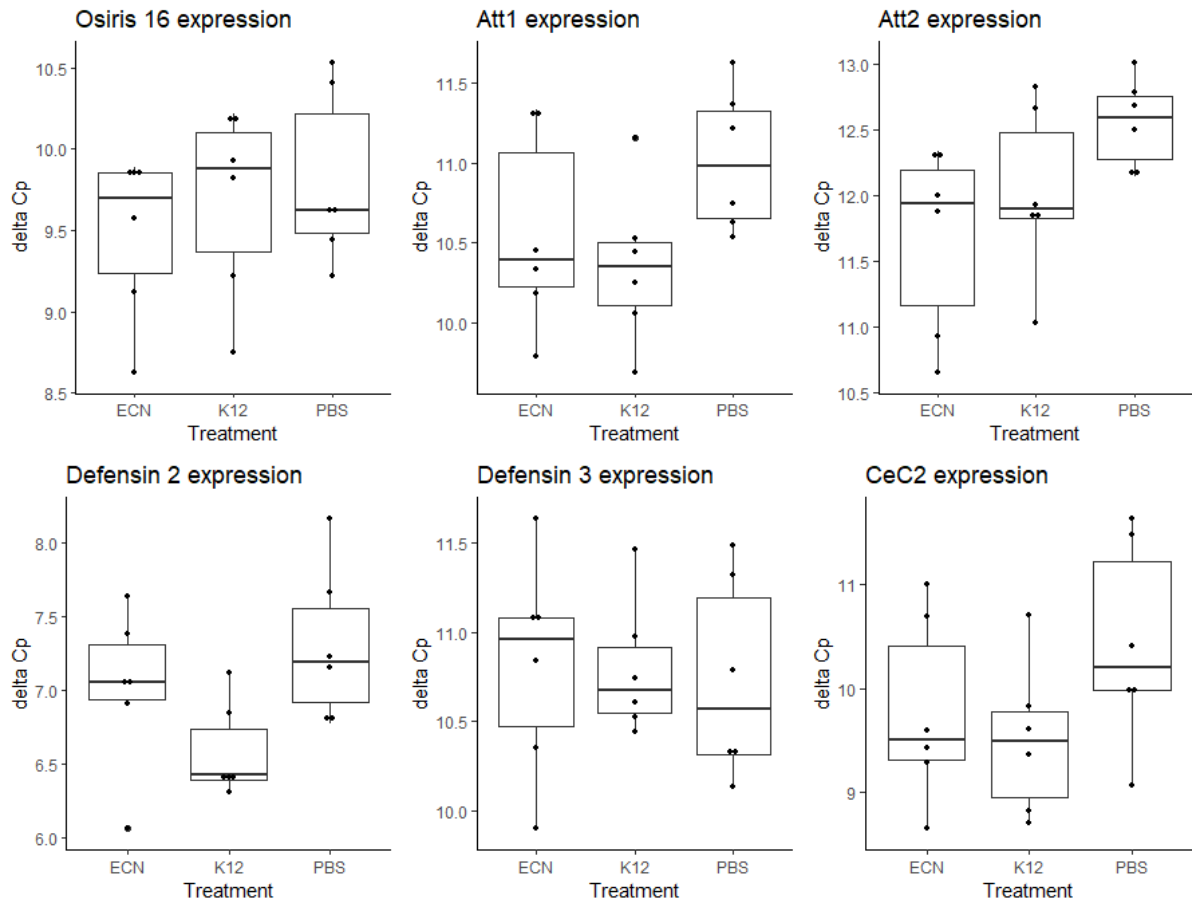 Osiris 16 expression
delta Cp
10.5
10.0
9.5
9.0
8.5
ECN K12 PBS
Treatment
Att1 expression
delta Cp
11.5
11.0
10.5
10.0
ECN K12 PBS
Treatment
Att2 expression
delta Cp
13.0
12.5
12.0
11.5
11.0
10.5
ECN K12 PBS
Treatment
Defensin 2 expression
delta Cp
8.0
7.5
7.0
6.5
6.0
ECN K12 PBS
Treatment
Defensin 3 expression
delta Cp
11.5
11.0
10.5
10.0
ECN K12 PBS
Treatment
CeC2 expression
delta Cp
11
10
9
ECN K12 PBS
Treatment